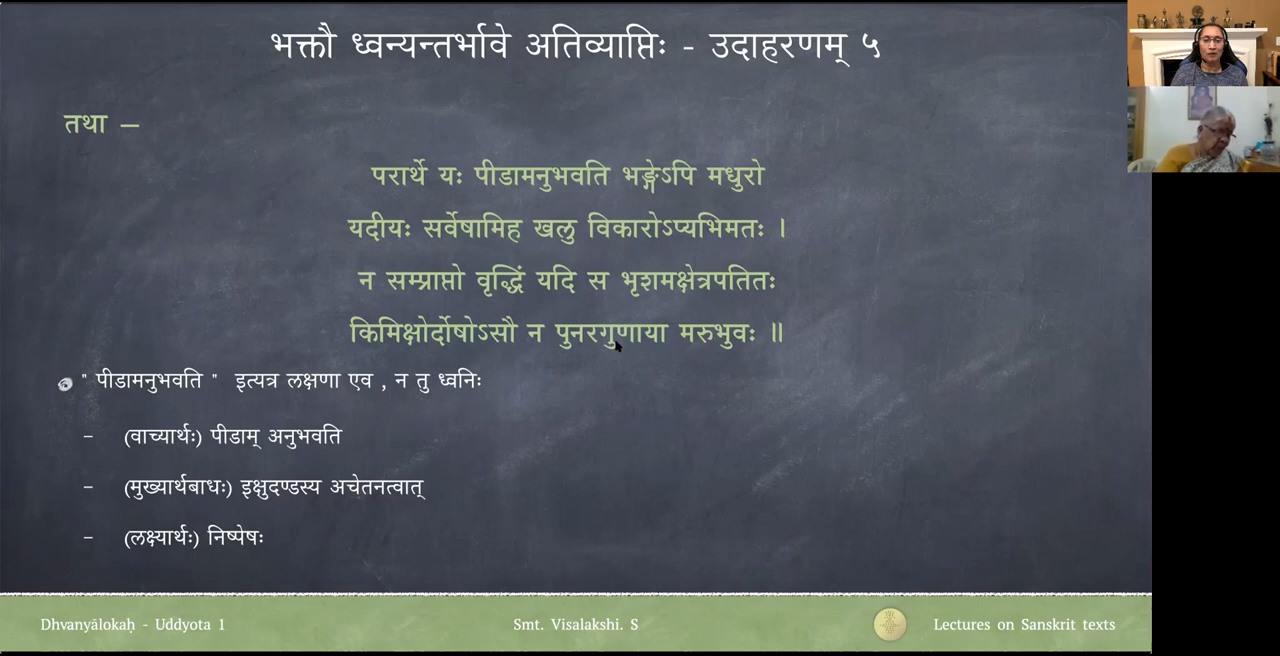 भक्तौ ध्वन्यन्तर्भावे अतिव्याप्तिः - उदाहरणम् ५
तथा —
परार्थे यः पीडामनुभवति भङ्गेऽपि मधुरो
यदीयः सर्वेषामिह खलु विकारोऽप्यभिमतः ।
न सम्प्राप्तो वृद्धिं यदि स भृशमक्षेत्रपतितः
किमिक्षोर्दोषोऽसौ न पुनरगुणाया मरुभुवः ॥
" पीडामनुभवति " इत्यत्र लक्षणा एव , न तु ध्वनिः
- (वाच्यार्थः) पीडाम् अनुभवति
- (मुख्यार्थबाधः) इक्षुदण्डस्य अचेतनत्वात्
- (लक्ष्यार्थः) निष्पेषः
Dhvanyālokaḥ - Uddyota 1 Smt. Visalakshi. S Lectures on Sanskrit texts